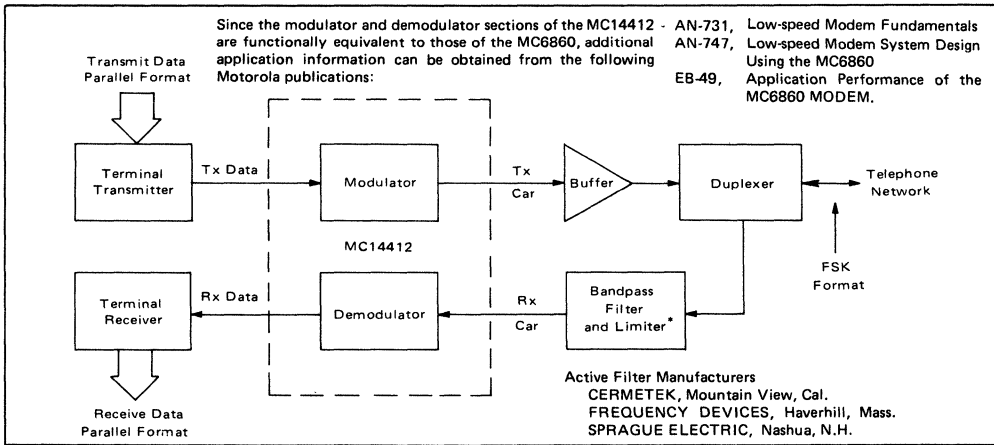 Since the modulator and demodulator sections of the MC14412 -
are functionally equivalent to those of the MC6860, additional
application information can be obtained from the following
Motorola publications:
AN-731, Low-speed Modem Fundamentals
AN-747, Low-speed Modem System Design
Using the MC6860
EB-49, Application Performance of the
MC6860 MODEM.
Transmit Data
Parallel Format
Terminal
Transmitter
Tx Data
Modulator
Tx
Car
Buffer
Duplexer
Telephone
Network
FSK
Format
MC14412
Terminal
Receiver
Rx Data
Demodulator
Rx
Car
Bandpass
Filter
and Limiter*
Receive Data
Parallel Format
Active Filter Manufacturers
CERMETEK, Mountain View, Cal.
FREQUENCY DEVICES, Haverhill, Mass.
SPRAGUE ELECTRIC, Nashua, N.H.